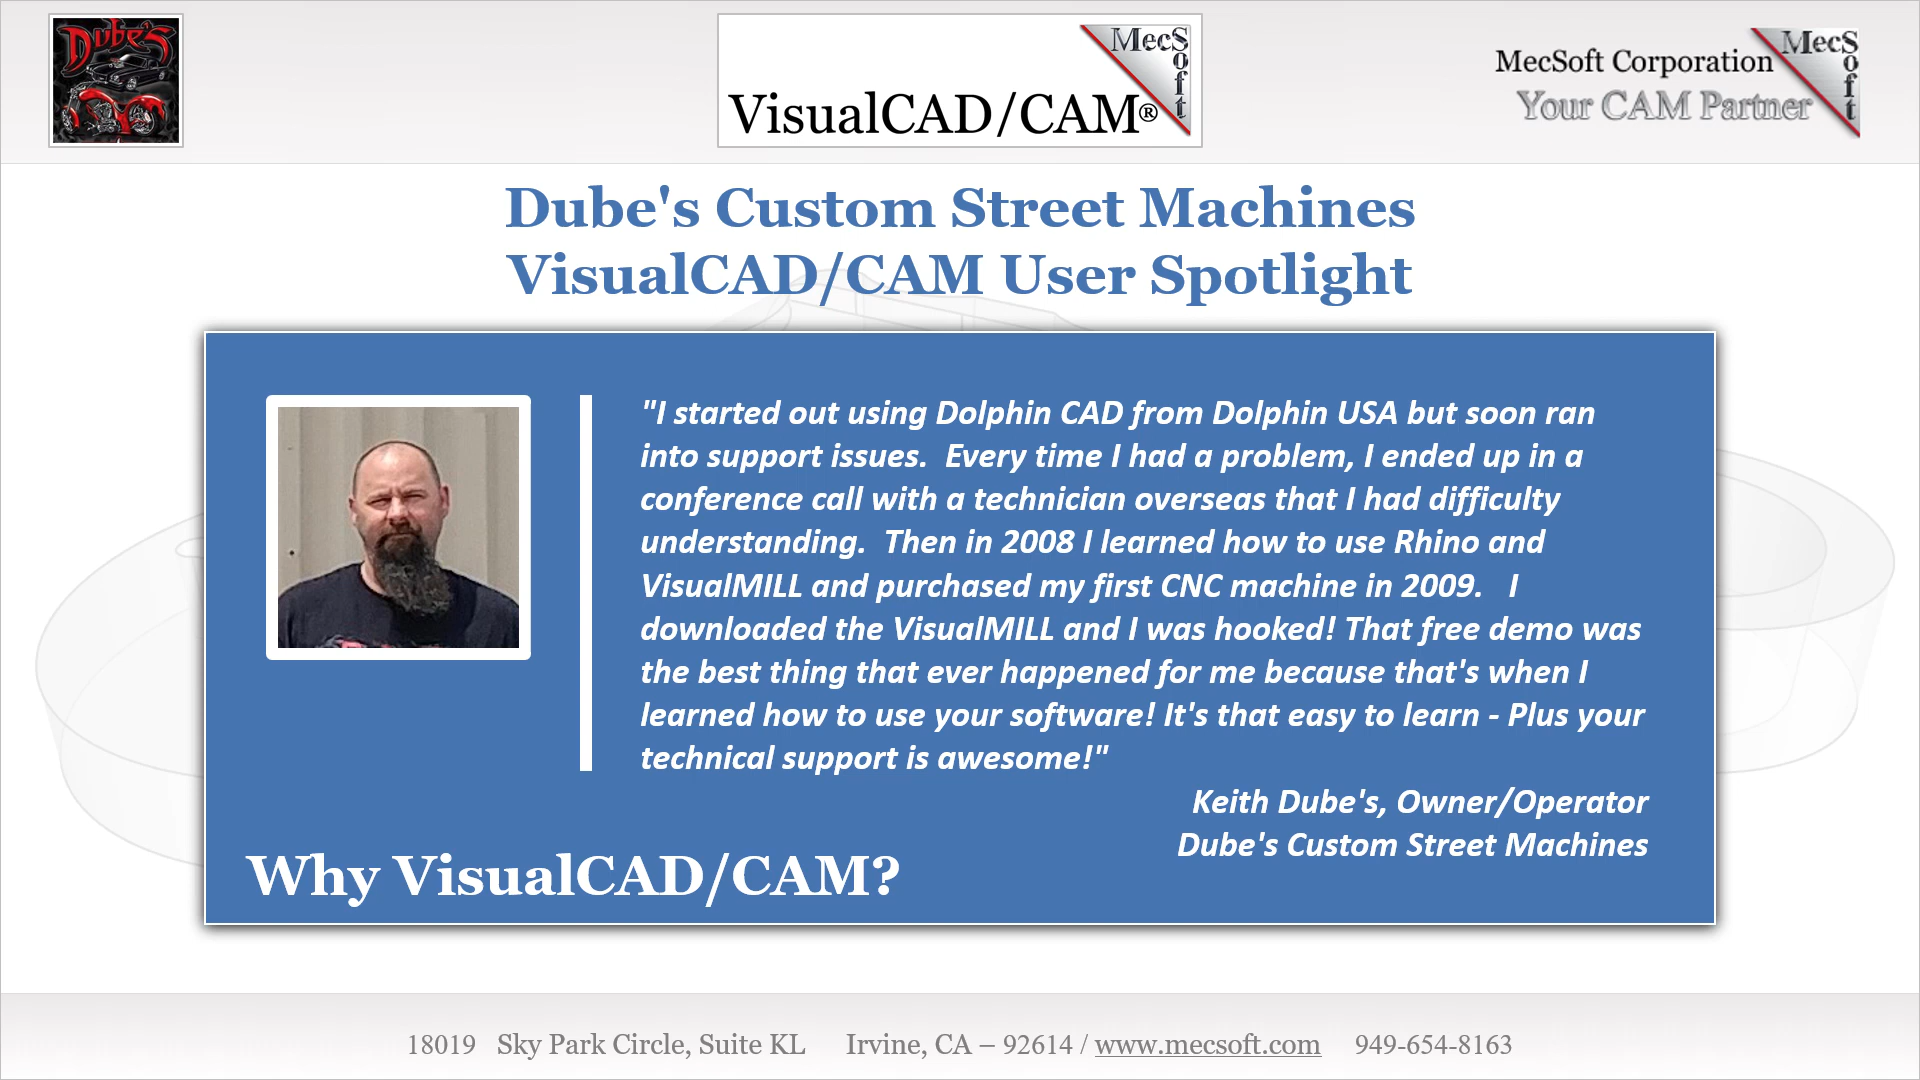 Dube's
VisualCAD/CAM®
MecSoft
MecSoft Corporation
Your CAM Partner
MecSoft
Dube's Custom Street Machines
VisualCAD/CAM User Spotlight
"I started out using Dolphin CAD from Dolphin USA but soon ran
into support issues.  Every time I had a problem, I ended up in a
conference call with a technician overseas that I had difficulty
understanding.  Then in 2008 I learned how to use Rhino and
VisualMILL and purchased my first CNC machine in 2009.   I
downloaded the VisualMILL and I was hooked! That free demo was
the best thing that ever happened for me because that's when I
learned how to use your software! It's that easy to learn - Plus your
technical support is awesome!"
Keith Dube's, Owner/Operator
Dube's Custom Street Machines
Why VisualCAD/CAM?
18019   Sky Park Circle, Suite KL      Irvine, CA – 92614 / www.mecsoft.com     949-654-8163